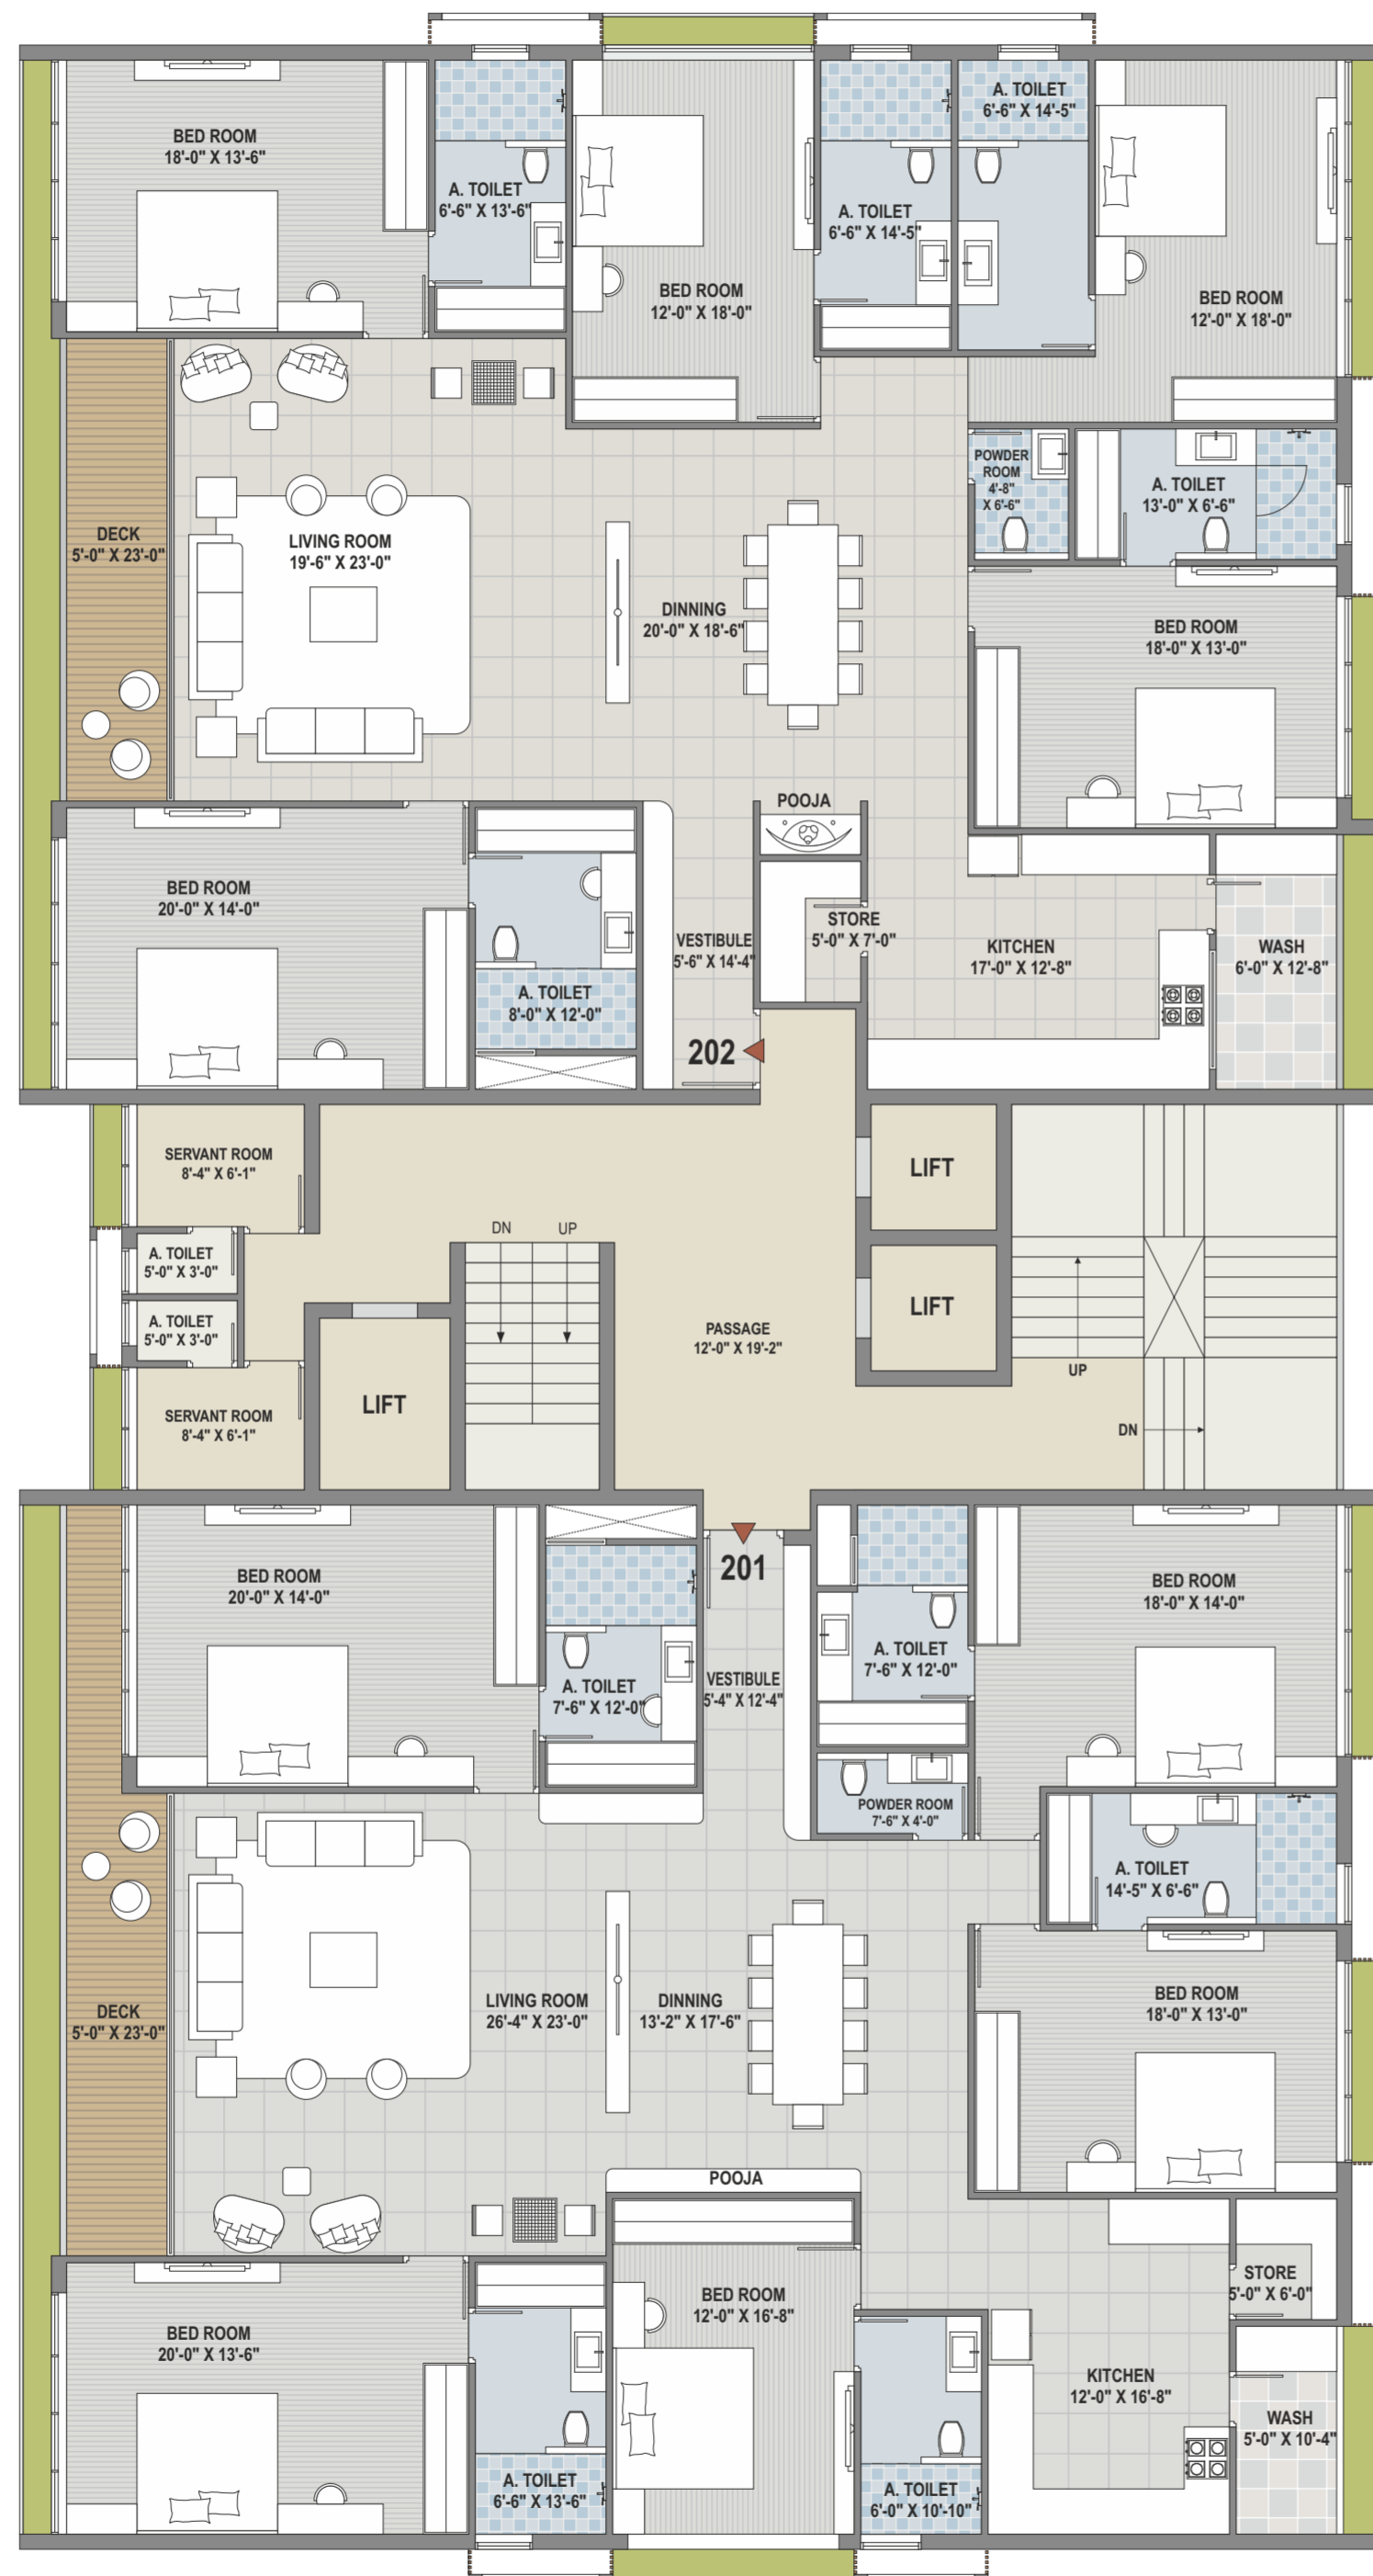 BED ROOM
18'-0" X 13'-6"
A. TOILET
6'-6" X 13'-6"
BED ROOM
12'-0" X 18'-0"
A. TOILET
6'-6" X 14'-5"
A. TOILET
6'-6" X 14'-5"
BED ROOM
12'-0" X 18'-0"
DECK
5'-0" X 23'-0"
LIVING ROOM
19'-6" X 23'-0"
DINNING
20'-0" X 18'-6"
POWDER
ROOM
4'-8"
X 6'-6"
A. TOILET
13'-0" X 6'-6"
BED ROOM
18'-0" X 13'-0"
POOJA
BED ROOM
20'-0" X 14'-0"
A. TOILET
8'-0" X 12'-0"
VESTIBULE
5'-6" X 14'-4"
STORE
5'-0" X 7'-0"
KITCHEN
17'-0" X 12'-8"
WASH
6'-0" X 12'-8"
202
SERVANT ROOM
8'-4" X 6'-1"
A. TOILET
5'-0" X 3'-0"
A. TOILET
5'-0" X 3'-0"
SERVANT ROOM
8'-4" X 6'-1"
LIFT
DN
UP
PASSAGE
12'-0" X 19'-2"
LIFT
LIFT
UP
DN
201
BED ROOM
20'-0" X 14'-0"
A. TOILET
7'-6" X 12'-0"
VESTIBULE
5'-4" X 12'-4"
A. TOILET
7'-6" X 12'-0"
BED ROOM
18'-0" X 14'-0"
POWDER ROOM
7'-6" X 4'-0"
A. TOILET
14'-5" X 6'-6"
DECK
5'-0" X 23'-0"
LIVING ROOM
26'-4" X 23'-0"
DINNING
13'-2" X 17'-6"
BED ROOM
18'-0" X 13'-0"
POOJA
BED ROOM
20'-0" X 13'-6"
A. TOILET
6'-6" X 13'-6"
BED ROOM
12'-0" X 16'-8"
A. TOILET
6'-0" X 10'-10"
KITCHEN
12'-0" X 16'-8"
STORE
5'-0" X 6'-0"
WASH
5'-0" X 10'-4"